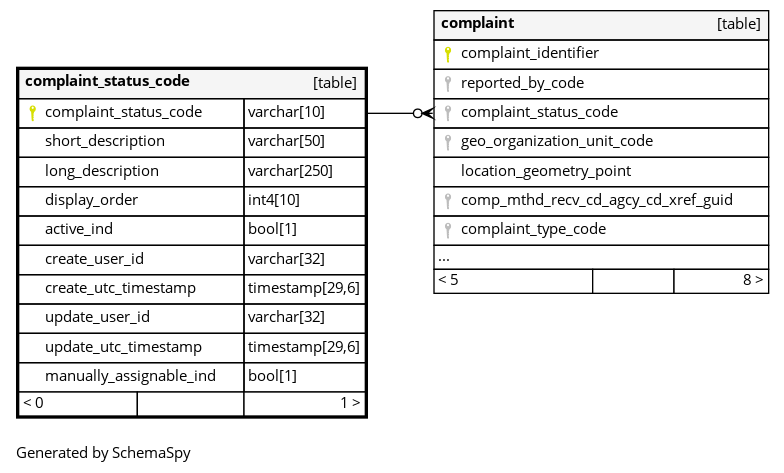 complaint_status_code [table]
complaint_status_code varchar[10]
short_description varchar[50]
long_description varchar[250]
display_order int4[10]
active_ind bool[1]
create_user_id varchar[32]
create_utc_timestamp timestamp[29,6]
update_user_id varchar[32]
update_utc_timestamp timestamp[29,6]
manually_assignable_ind bool[1]
< 0 1 >
complaint [table]
complaint_identifier
reported_by_code
complaint_status_code
geo_organization_unit_code
location_geometry_point
comp_mthd_recv_cd_agcy_cd_xref_guid
complaint_type_code
...
< 5 8 >
Generated by SchemaSpy